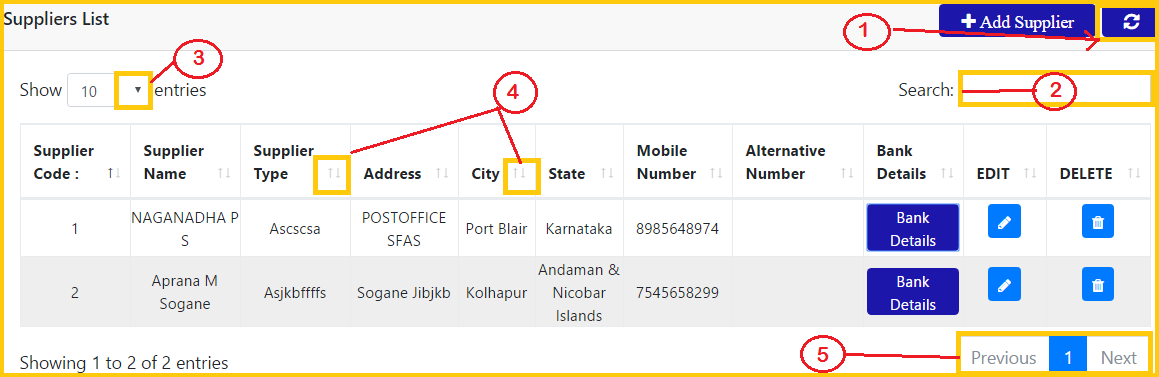 Suppliers List
Add Supplier
1
3
Show 10 entries
Search:
2
4
Supplier Code :
Supplier Name
Supplier Type
Address
City
State
Mobile Number
Alternative Number
Bank Details
EDIT
DELETE
1
NAGANADHA P S
Ascscsa
POSTOFFICE SFAS
Port Blair
Karnataka
8985648974
Bank Details
2
Aprana M Sogane
Asjkbffffs
Sogane Jibjkb
Kolhapur
Andaman & Nicobar Islands
7545658299
Bank Details
Showing 1 to 2 of 2 entries
5
Previous 1 Next